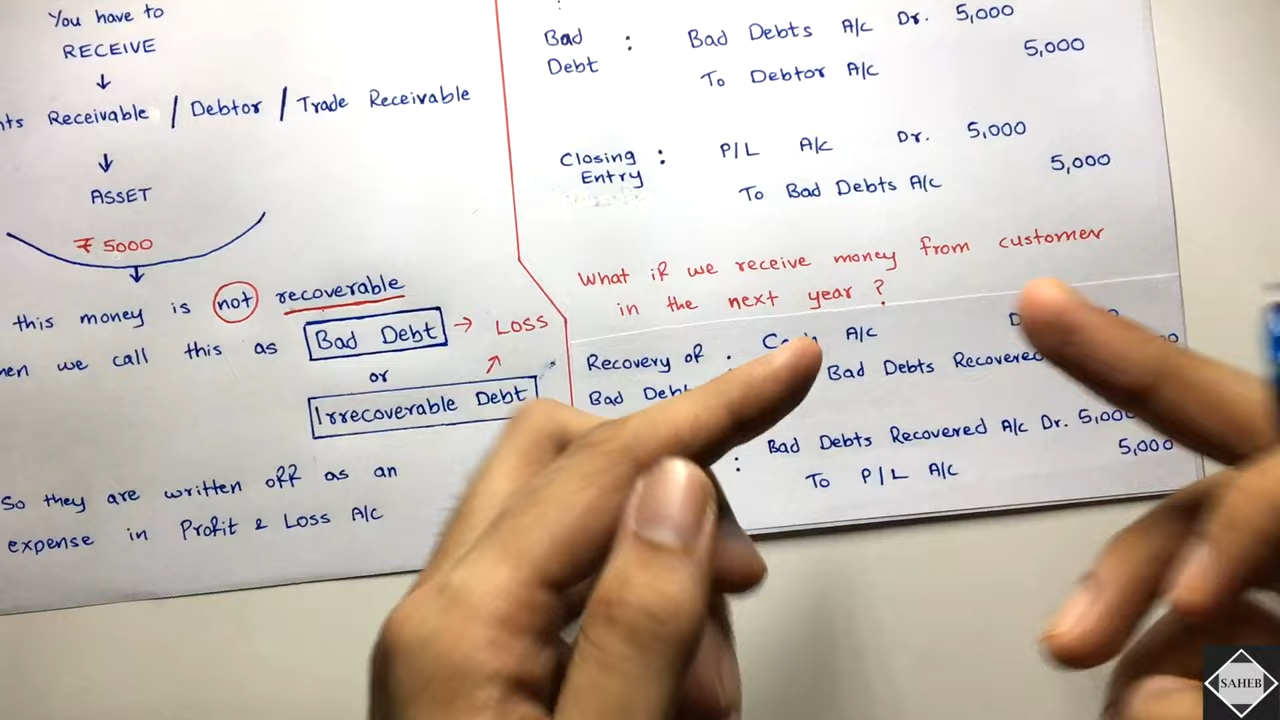 You have to
RECEIVE
nts Receivable / Debtor / Trade Receivable
ASSET
₹ 5000
this money is not recoverable
hen we call this as Bad Debt → LOSS
or
Irrecoverable Debt
So they are written off as an
expense in Profit & Loss A/c
Bad Debt : Bad Debts A/c Dr. 5,000
To Debtor A/c 5,000
Closing Entry : P/L A/c Dr. 5,000
To Bad Debts A/c 5,000
What if we receive money from customer
in the next year ?
Recovery of : A/c
Bad Debts Recovered
Bad
: Bad Debts Recovered A/c Dr. 5,000
To P/L A/c 5,000
SAHEB